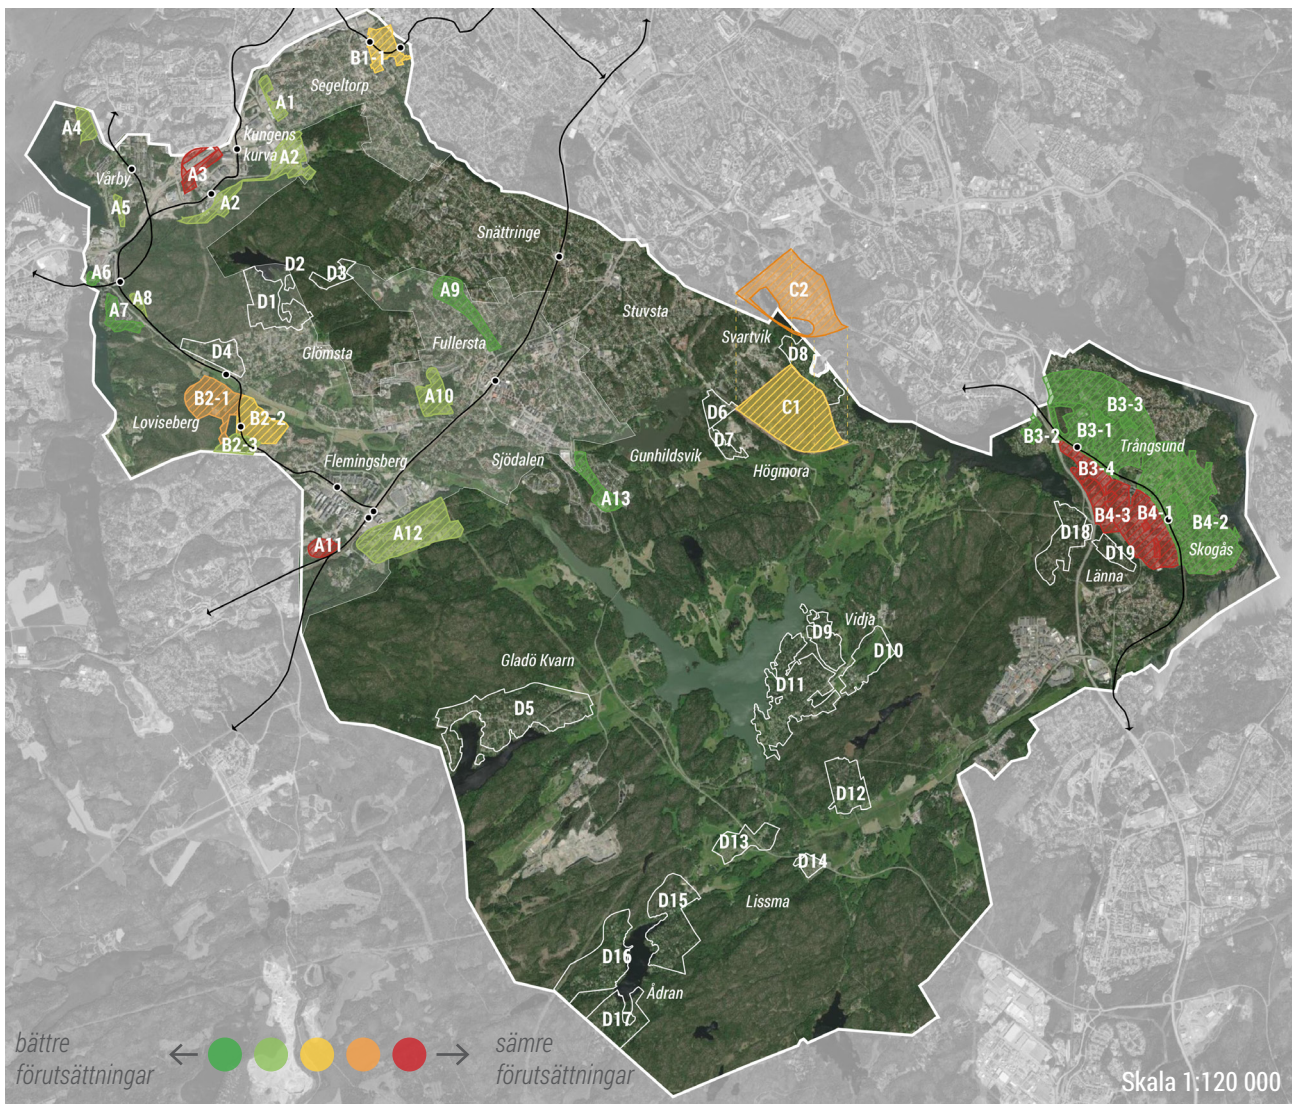 B1-1
Segeltorp
A1
A4
Kungens
kurva
A2
Vårby
A3
A5
A2
Snättringe
A6
D2
D3
A8
A7
D1
A9
C2
Stuvsta
Svartvik
D4
Glömsta
Fullersta
D8
B2-1
A10
C1
D6
B3-3
Loviseberg
B2-2
B3-2
B3-1
B2-3
D7
Trångsund
Flemingsberg
Sjödalen
Gunhildsvik
Högmora
B3-4
A13
B4-3
B4-1
B4-2
A11
A12
D18
D19
Skogås
Länna
D9
Vidja
D10
Gladö Kvarn
D11
D5
D12
D13
D14
D15
Lissma
D16
Ådran
D17
bättre
förutsättningar
sämre
förutsättningar
Skala 1:120 000